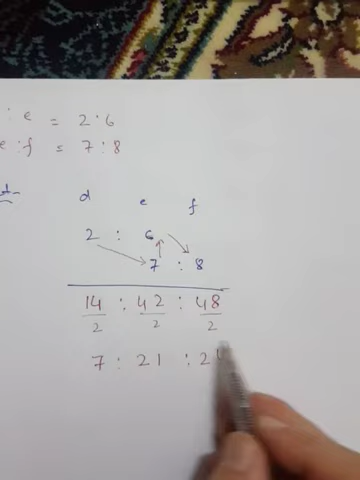 : e = 2 : 6
e : f = 7 : 8
d e f
2 : 6
7 : 8
14 : 42 : 48
2 2 2
7 : 21 : 2